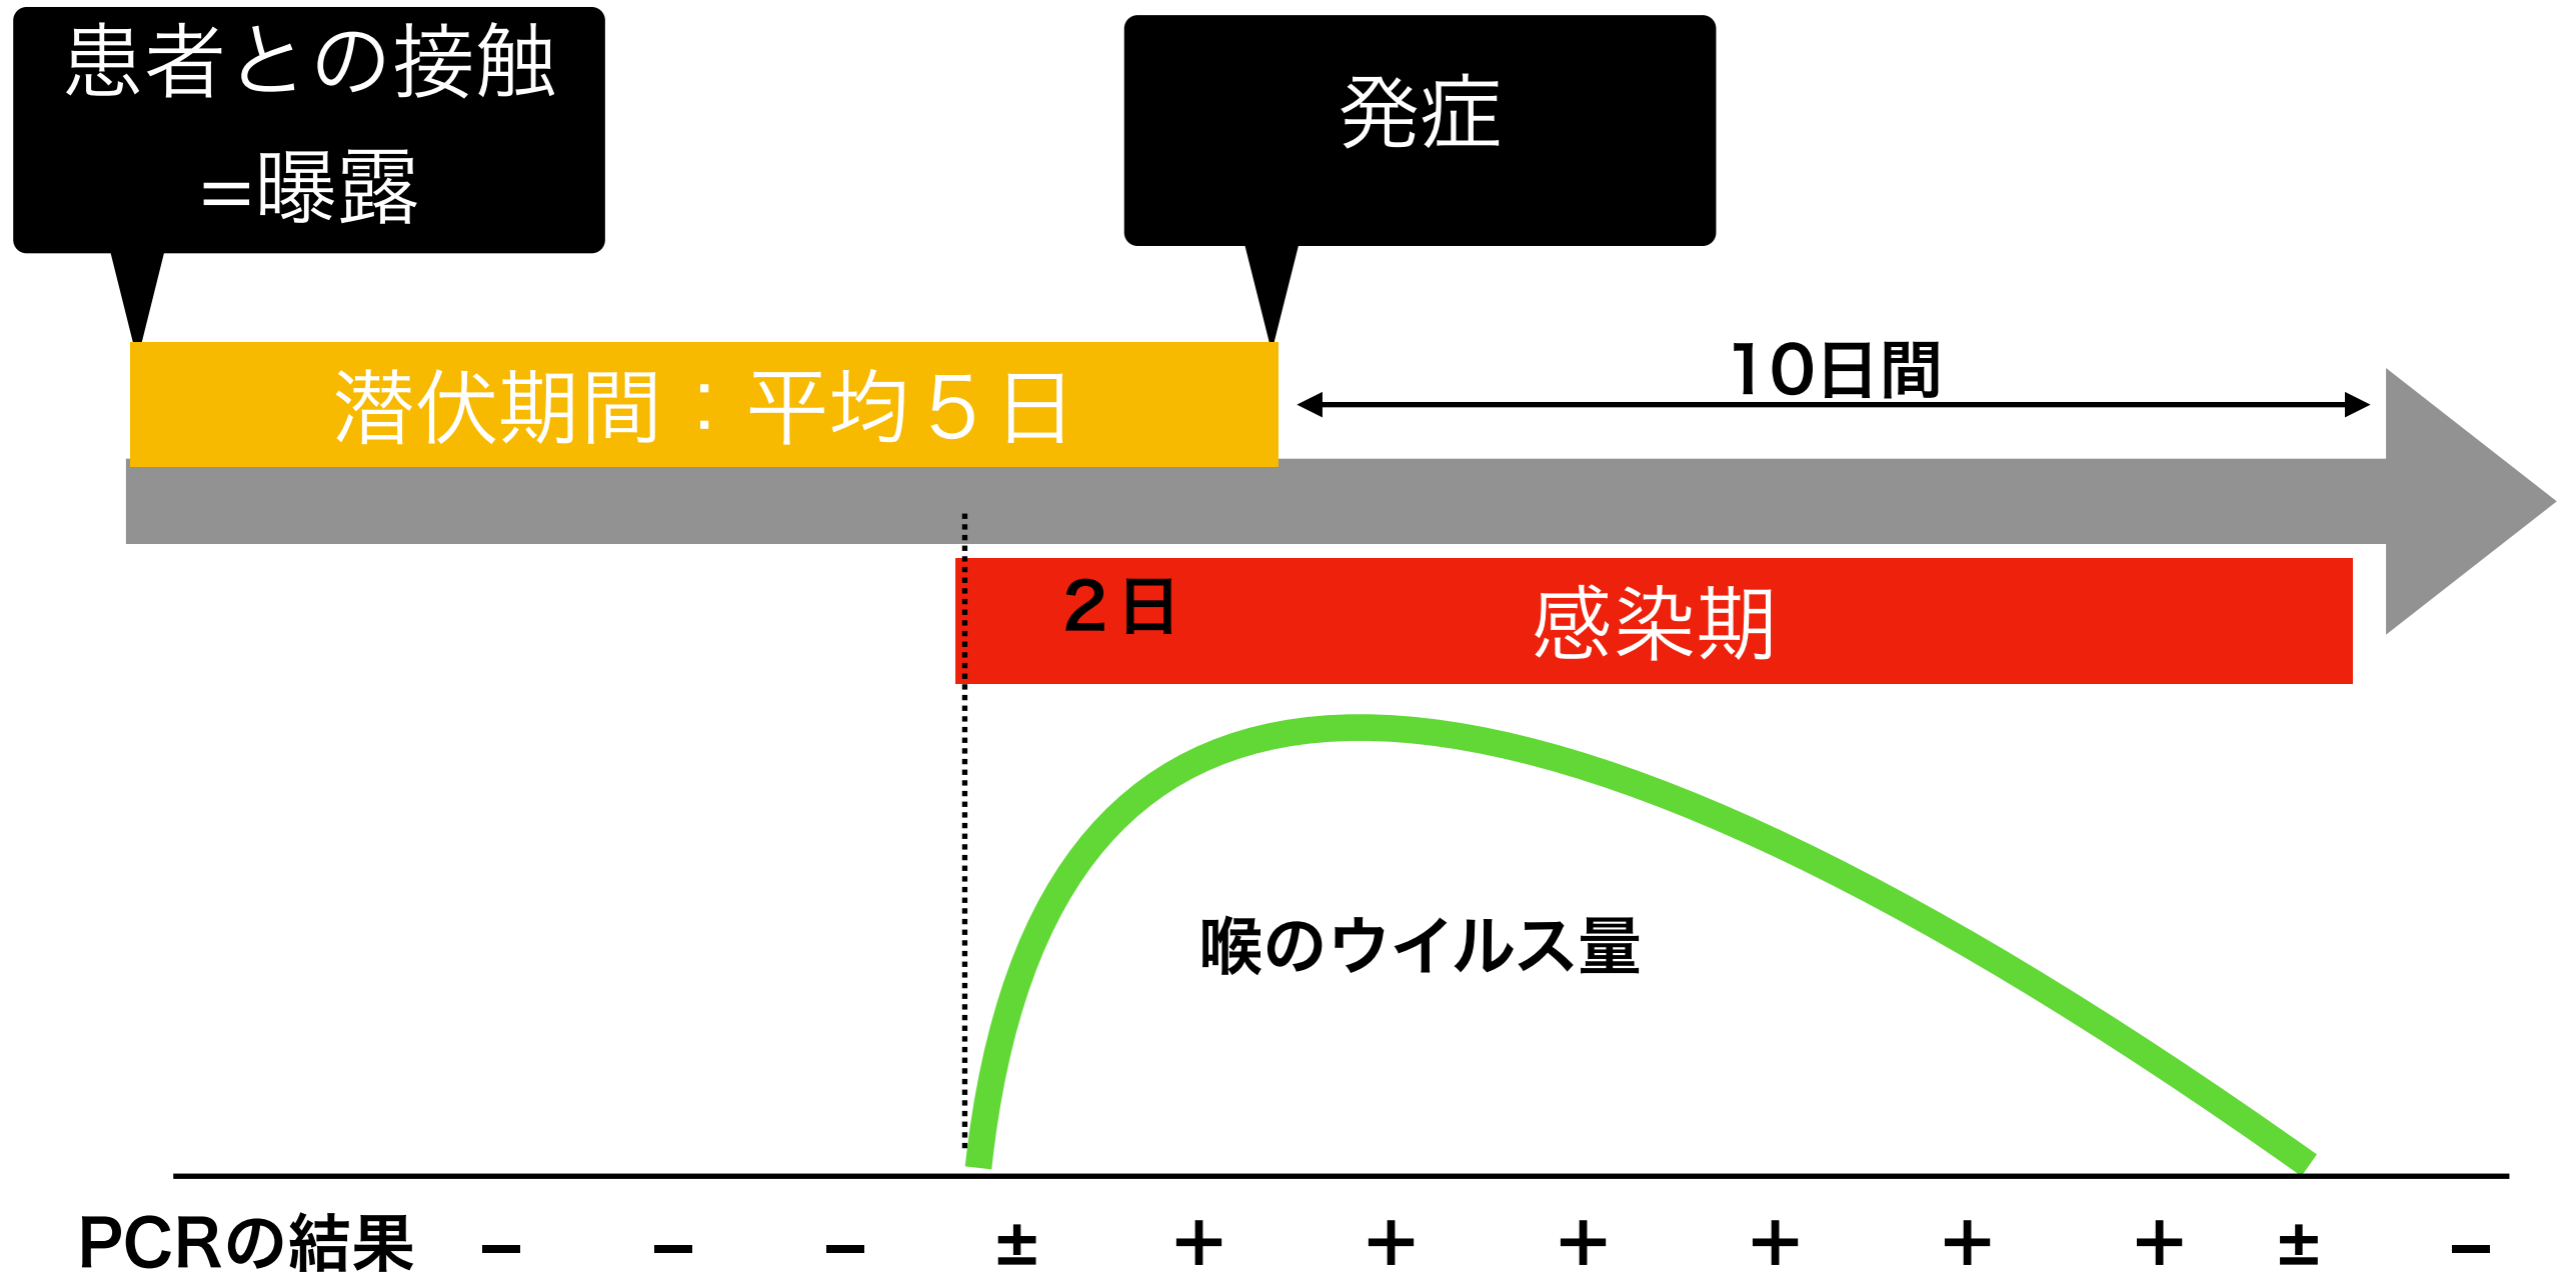 患者との接触
=曝露
発症
潜伏期間：平均５日
10日間
２日
感染期
喉のウイルス量
PCRの結果 − − − ± ＋ ＋ ＋ ＋ ＋ ＋ ± −